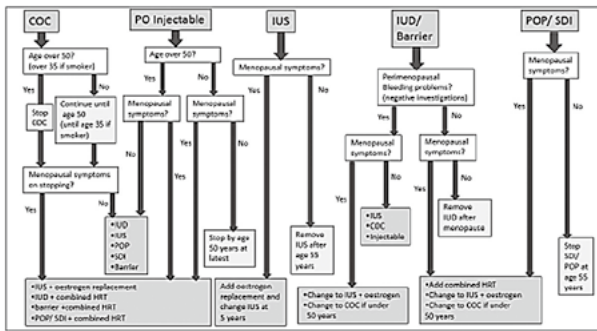 COC
PO Injectable
IUS
IUD/
Barrier
POP/ SDI
Age over 50?
(over 35 if smoker)
Age over 50?
Menopausal symptoms?
Perimenopausal
Bleeding problems?
(negative investigations)
Menopausal
symptoms?
Yes
No
Yes
No
Yes
No
Yes
No
Yes
No
Stop
COC
Continue until
age 50
(until age 35 if
smoker)
Menopausal
symptoms?
Menopausal
symptoms?
Menopausal
symptoms?
Menopausal
symptoms?
Menopausal symptoms
on stopping?
Yes
No
No
Yes
Yes
No
Yes
No
Yes
No
•IUD
•IUS
•POP
•SDI
•Barrier
Stop by age
50 years at
latest
Remove
IUS after
age 55
years
•IUS
•COC
•Injectable
Remove
IUD after
menopause
Stop
SDI/
POP at
age 55
years
•IUS + oestrogen replacement
•IUD + combined HRT
•barrier +combined HRT
•POP/ SDI + combined HRT
Add oestrogen
replacement and
change IUS at
5 years
•Change to IUS + oestrogen
•Change to COC if under
50 years
•Add combined HRT
•Change to IUS + oestrogen
•Change to COC if under
50 years